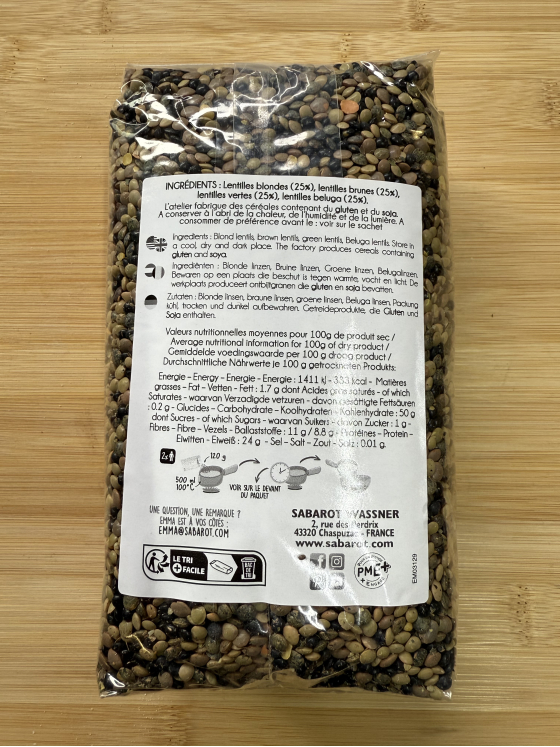 INGRÉDIENTS : Lentilles blondes (25%), lentilles brunes (25%),
lentilles vertes (25%), lentilles beluga (25%).
L'atelier fabrique des céréales contenant du gluten et du soja.
A conserver à l'abri de la chaleur, de l'humidité et de la lumière. A
consommer de préférence avant le : voir sur le sachet
Ingredients : Blond lentils, brown lentils, green lentils, Beluga lentils. Store in
a cool, dry and dark place. The factory produces cereals containing
gluten and soya.
Ingrediënten : Blonde linzen, Bruine linzen, Groene linzen, Belugalinzen.
Bewaren op een plaats die beschut is tegen warmte, vocht en licht. De
werkplaats produceert ontbijtgranen die gluten en soja bevatten.
Zutaten : Blonde linsen, braune linsen, groene linsen, Beluga linsen, Packung
kühl, trocken und dunkel aufbewahren. Getreideprodukte, die Gluten und
Soja enthalten.
Valeurs nutritionnelles moyennes pour 100g de produit sec /
Average nutritional information for 100g of dry product /
Gemiddelde voedingswaarde per 100 g droog product /
Durchschnittliche Nährwerte je 100 g getrockneten Produkts:
Energie - Energy - Energie - Energie : 1411 kJ - 333 kcal - Matières
grasses - Fat - Vetten - Fett : 1.7 g dont Acides gras saturés - of which
Saturates - waarvan Verzadigde vetzuren - davon gesättigte Fettsäuren
: 0.2 g - Glucides - Carbohydrate - Koolhydraten - Kohlenhydrate : 50 g
dont Sucres - of which Sugars - waarvan Suikers - davon Zucker : 1 g -
Fibres - Fibre - Vezels - Ballaststoffe : 11 g / 8.8 g - Protéines - Protein -
Eiwitten - Eiweiß : 24 g - Sel - Salt - Zout - Salz : 0.01 g.
2x
120 g
500 ml
100°C
VOIR SUR LE DEVANT
DU PAQUET
UNE QUESTION, UNE REMARQUE ?
EMMA EST À VOS CÔTÉS :
EMMA@SABAROT.COM
SABAROT WASSNER
2, rue des Perdrix
43320 Chaspuzac - FRANCE
www.sabarot.com
LE TRI
+ FACILE
BAC
DE
TRI
PME+
EM03129